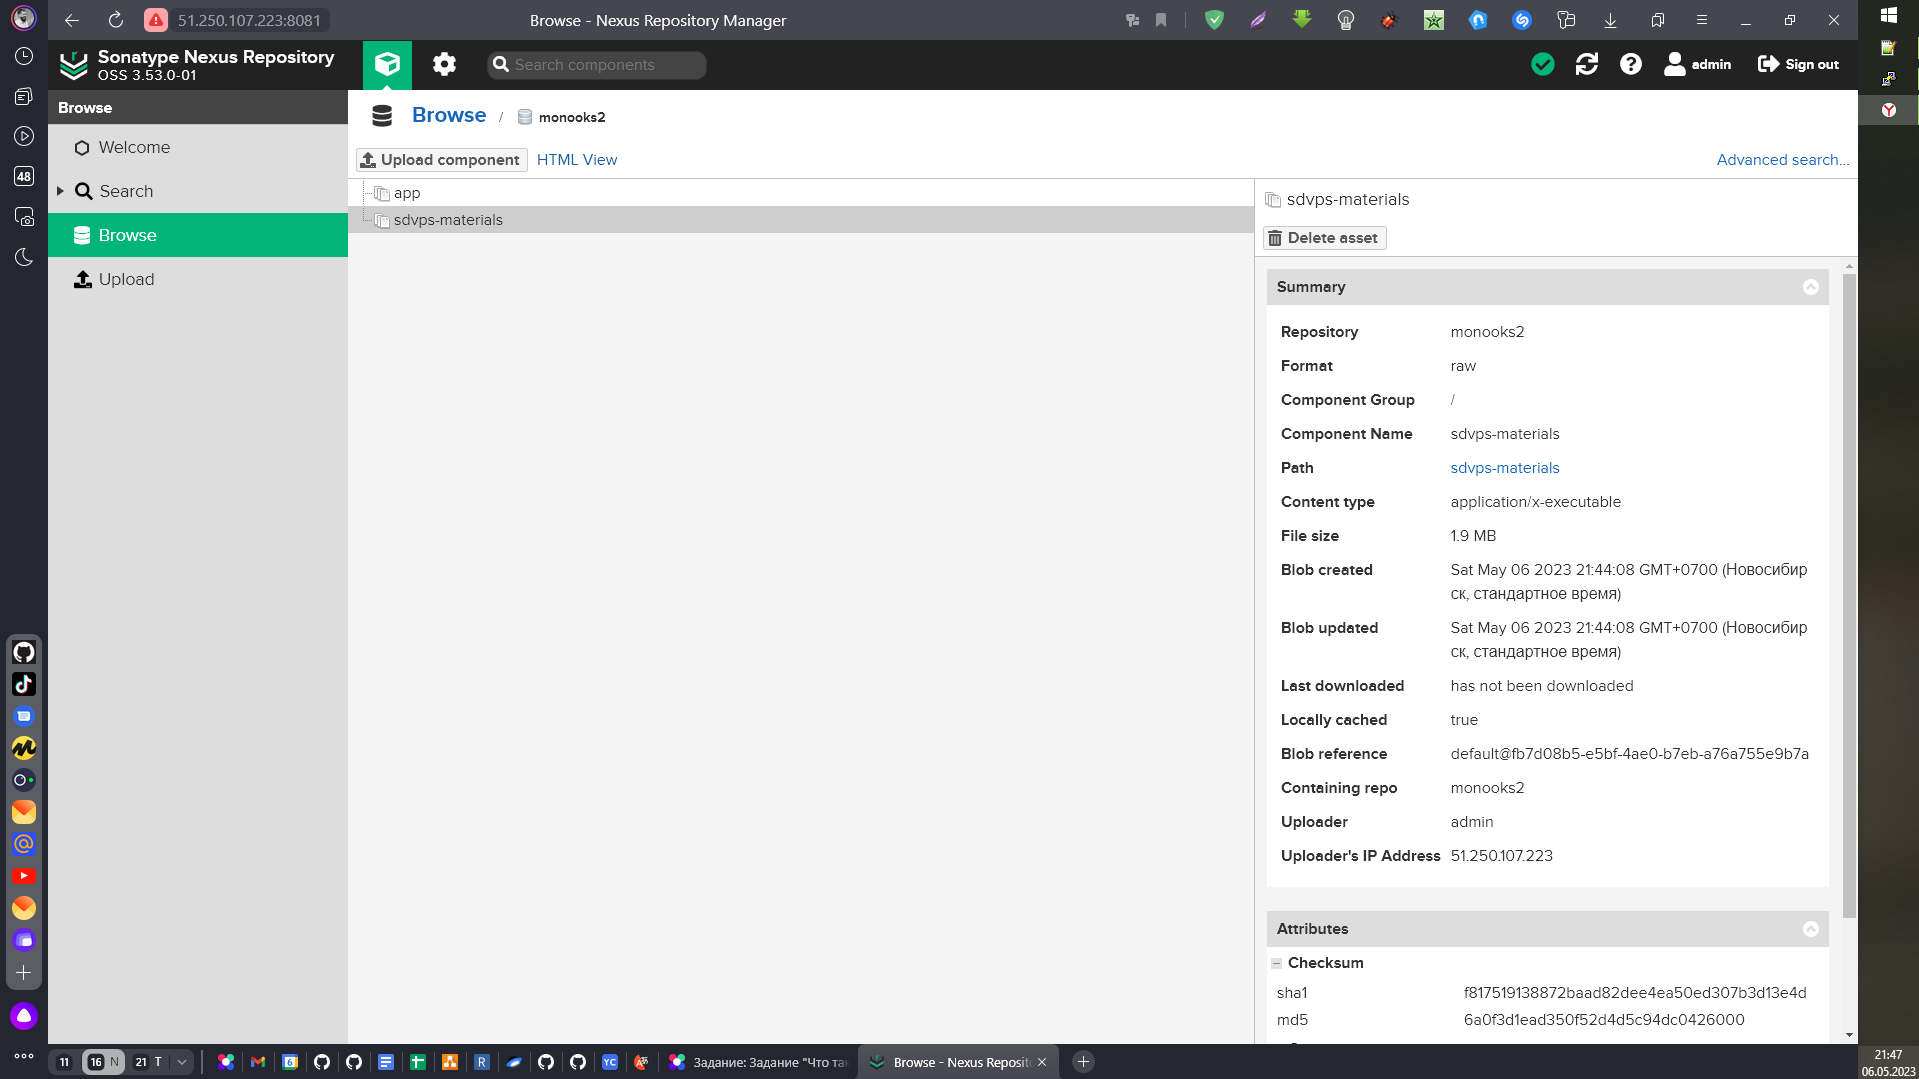 51.250.107.223:8081
Browse - Nexus Repository Manager
Sonatype Nexus Repository
OSS 3.53.0-01
Search components
admin
Sign out
Browse
Welcome
Search
Browse
Upload
48
Browse / monooks2
Upload component
HTML View
Advanced search...
app
sdvps-materials
sdvps-materials
Delete asset
Summary
Repository monooks2
Format raw
Component Group /
Component Name sdvps-materials
Path sdvps-materials
Content type application/x-executable
File size 1.9 MB
Blob created Sat May 06 2023 21:44:08 GMT+0700 (Новосибир
ск, стандартное время)
Blob updated Sat May 06 2023 21:44:08 GMT+0700 (Новосибир
ск, стандартное время)
Last downloaded has not been downloaded
Locally cached true
Blob reference default@fb7d08b5-e5bf-4ae0-b7eb-a76a755e9b7a
Containing repo monooks2
Uploader admin
Uploader's IP Address 51.250.107.223
Attributes
Checksum
sha1 f817519138872baad82dee4ea50ed307b3d13e4d
md5 6a0f3d1ead350f52d4d5c94dc0426000
11
16 N
21 T
6
R
YC
Задание: Задание "Что та
Browse - Nexus Reposit
21:47
06.05.2023